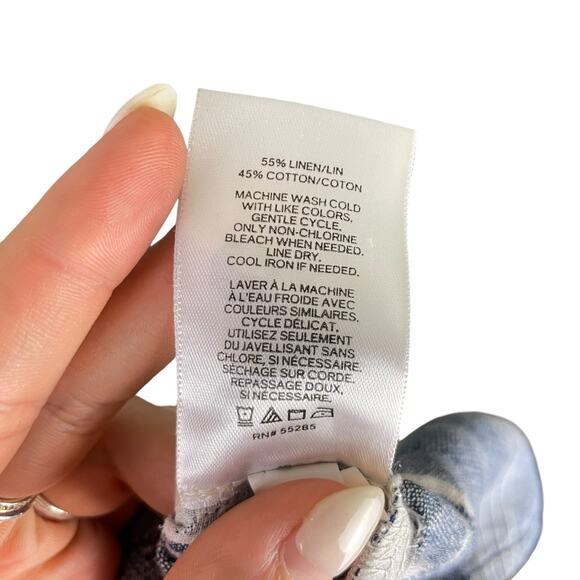 55% LINEN/LIN
45% COTTON/COTON
MACHINE WASH COLD
WITH LIKE COLORS,
GENTLE CYCLE.
ONLY NON-CHLORINE
BLEACH WHEN NEEDED.
LINE DRY.
COOL IRON IF NEEDED.
LAVER À LA MACHINE
À L'EAU FROIDE AVEC
COULEURS SIMILAIRES,
CYCLE DÉLICAT.
UTILISEZ SEULEMENT
DU JAVELLISANT SANS
CHLORE, SI NÉCESSAIRE.
SÉCHAGE SUR CORDE.
REPASSAGE DOUX,
SI NÉCESSAIRE.
RN# 55285